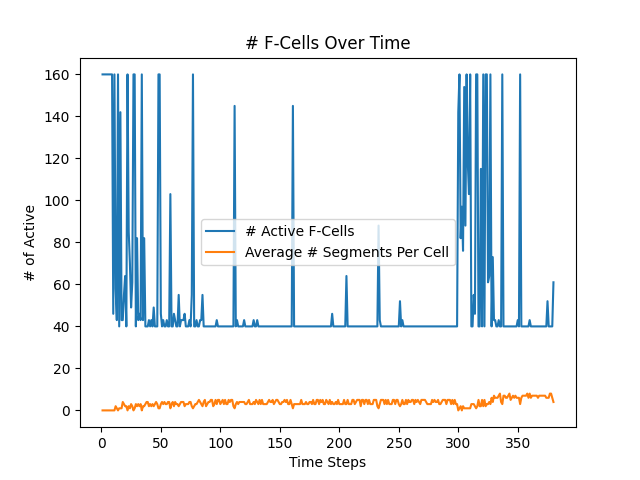 # F-Cells Over Time
# of Active
160
140
120
100
80
60
40
20
0
# Active F-Cells
Average # Segments Per Cell
0 50 100 150 200 250 300 350
Time Steps